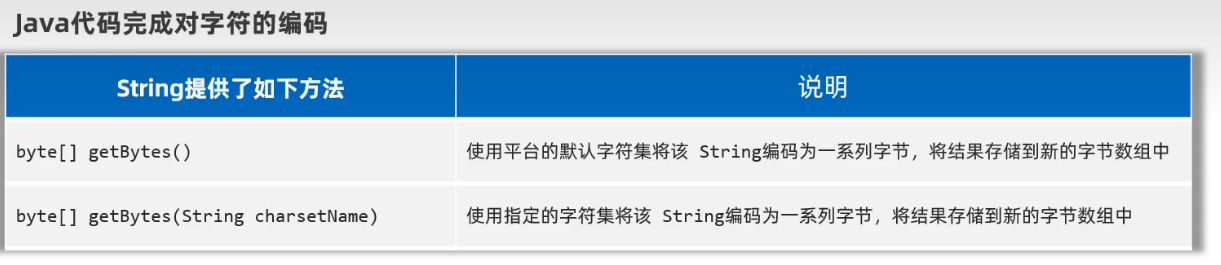 Java代码完成对字符的编码
String提供了如下方法 说明
byte[] getBytes() 使用平台的默认字符集将该 String编码为一系列字节，将结果存储到新的字节数组中
byte[] getBytes(String charsetName) 使用指定的字符集将该 String编码为一系列字节，将结果存储到新的字节数组中